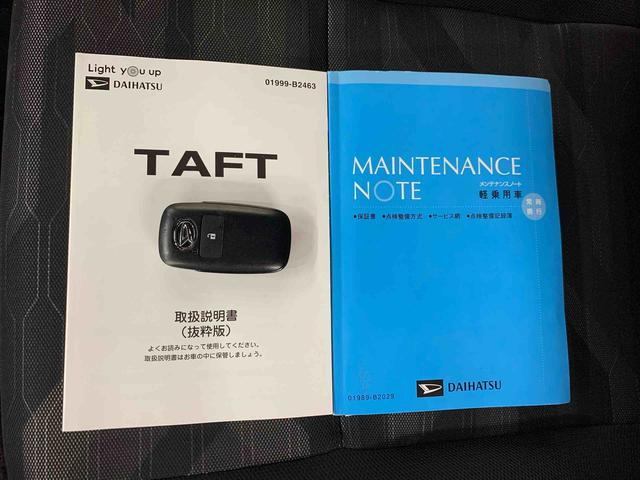 Light you up
DAIHATSU
01999-B2463
TAFT
取扱説明書
（抜粋版）
よくお読みになって使用してください。
取扱説明書はお車の中に保管しましょう。
MAINTENANCE
NOTE
メンテナンスノート
軽乗用車
●保証書 ●点検整備方式 ●サービス網 ●点検整備記録簿
DAIHATSU
01989-B2029